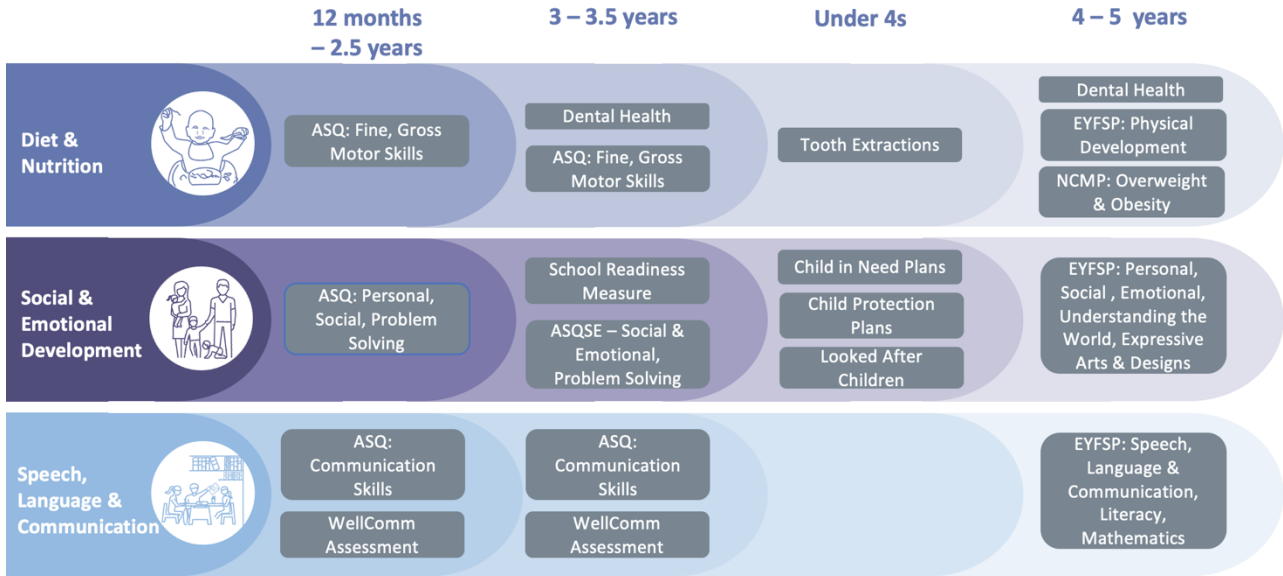 12 months
– 2.5 years
3 – 3.5 years
Under 4s
4 – 5 years
Diet &
Nutrition
ASQ: Fine, Gross
Motor Skills
Dental Health
ASQ: Fine, Gross
Motor Skills
Tooth Extractions
Dental Health
EYFSP: Physical
Development
NCMP: Overweight
& Obesity
Social &
Emotional
Development
ASQ: Personal,
Social, Problem
Solving
School Readiness
Measure
ASQSE – Social &
Emotional,
Problem Solving
Child in Need Plans
Child Protection
Plans
Looked After
Children
EYFSP: Personal,
Social , Emotional,
Understanding the
World, Expressive
Arts & Designs
Speech,
Language &
Communication
ASQ:
Communication
Skills
WellComm
Assessment
ASQ:
Communication
Skills
WellComm
Assessment
EYFSP: Speech,
Language &
Communication,
Literacy,
Mathematics